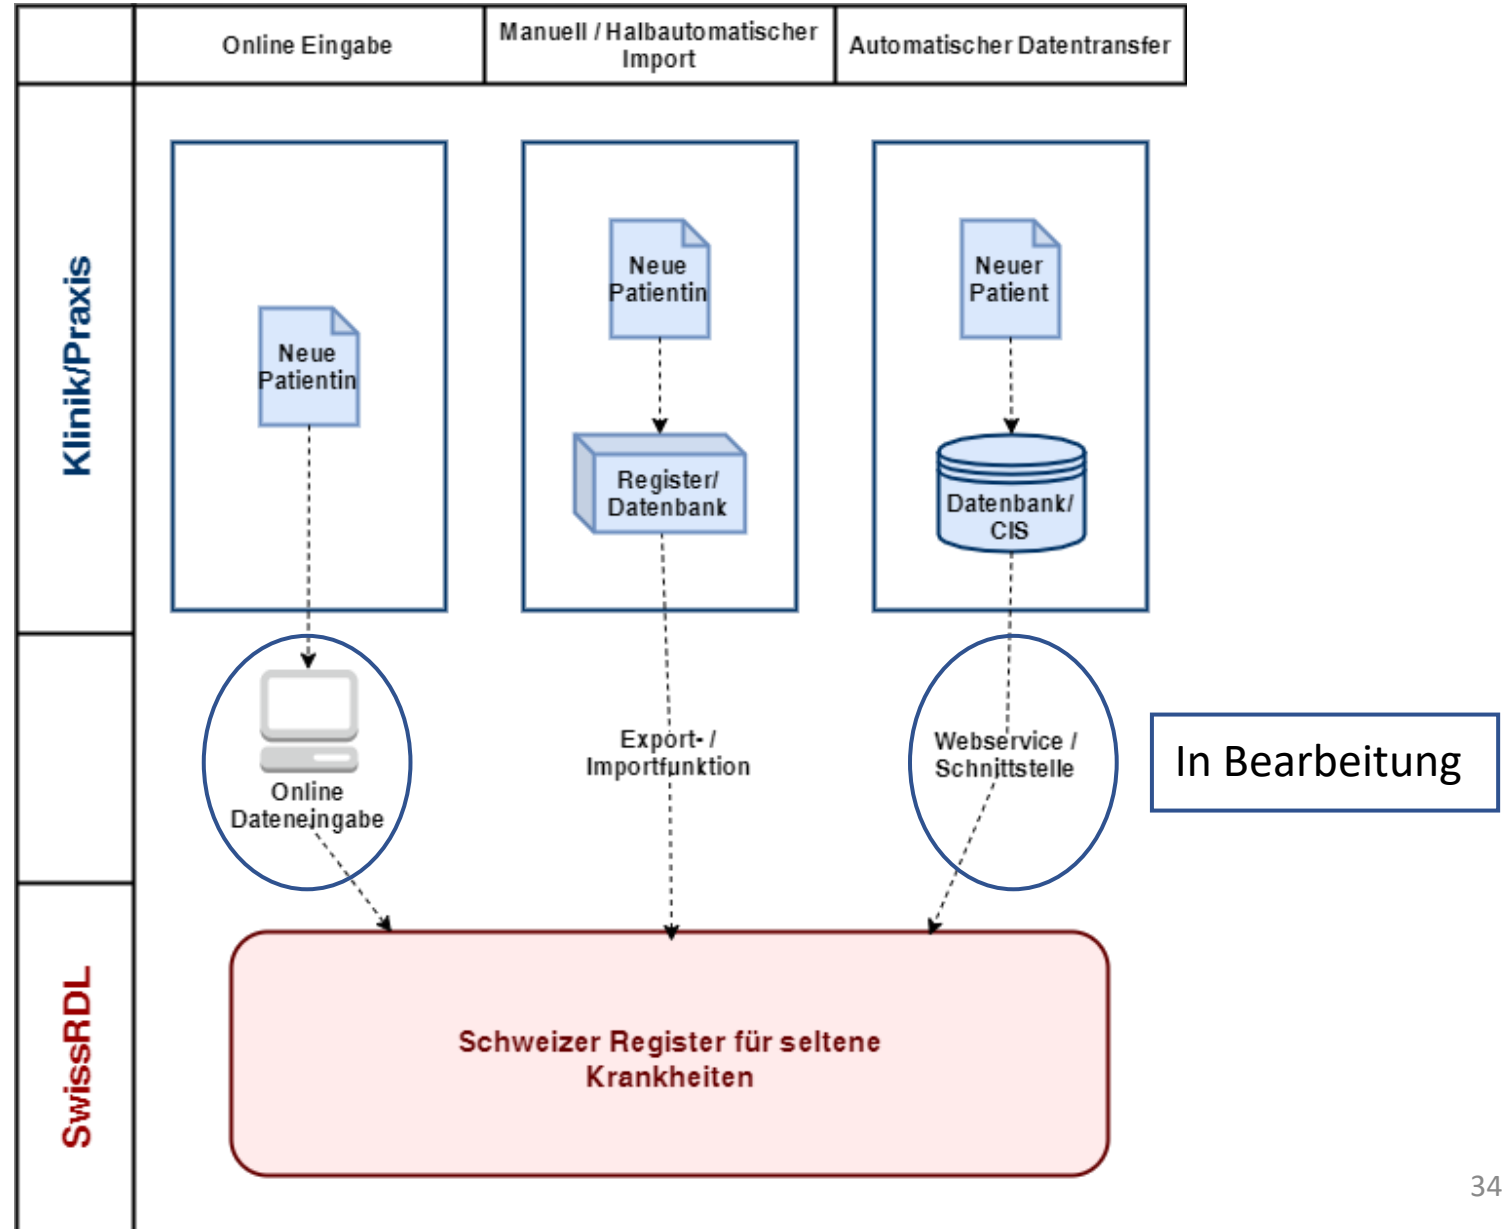 Online Eingabe
Manuell / Halbautomatischer
Import
Automatischer Datentransfer
Klinik/Praxis
Neue
Patientin
Neue
Patientin
Neuer
Patient
Register/
Datenbank
Datenbank/
CIS
Online
Dateneingabe
Export- /
Importfunktion
Webservice /
Schnittstelle
In Bearbeitung
SwissRDL
Schweizer Register für seltene
Krankheiten
34